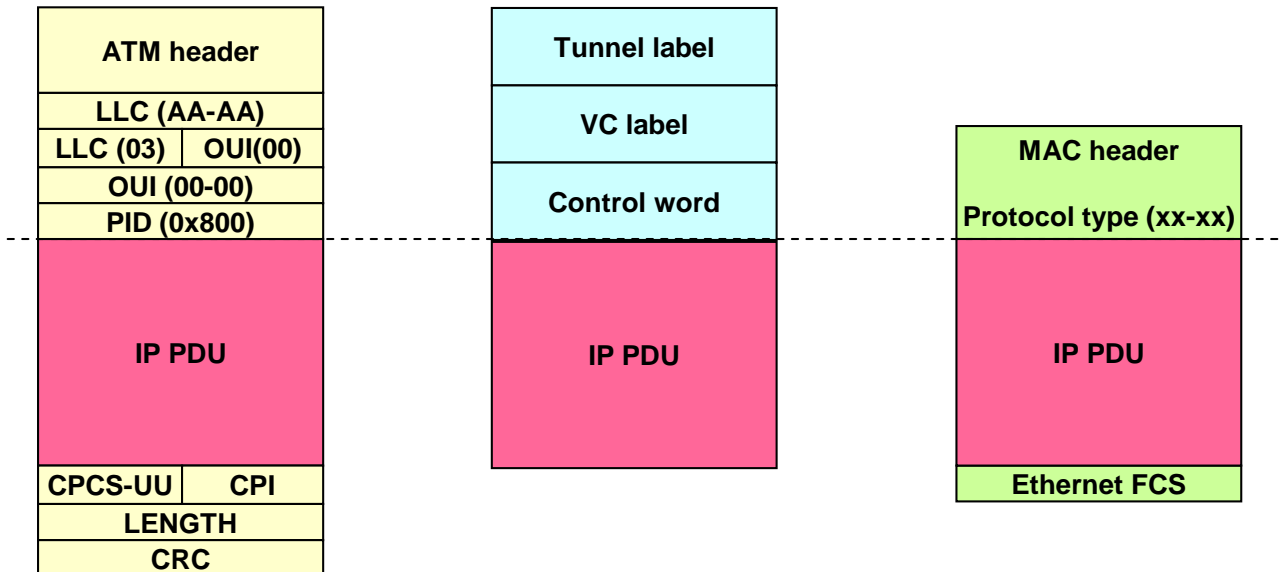 ATM header
LLC (AA-AA)
LLC (03) OUI(00)
OUI (00-00)
PID (0x800)
IP PDU
CPCS-UU CPI
LENGTH
CRC
Tunnel label
VC label
Control word
IP PDU
MAC header
Protocol type (xx-xx)
IP PDU
Ethernet FCS